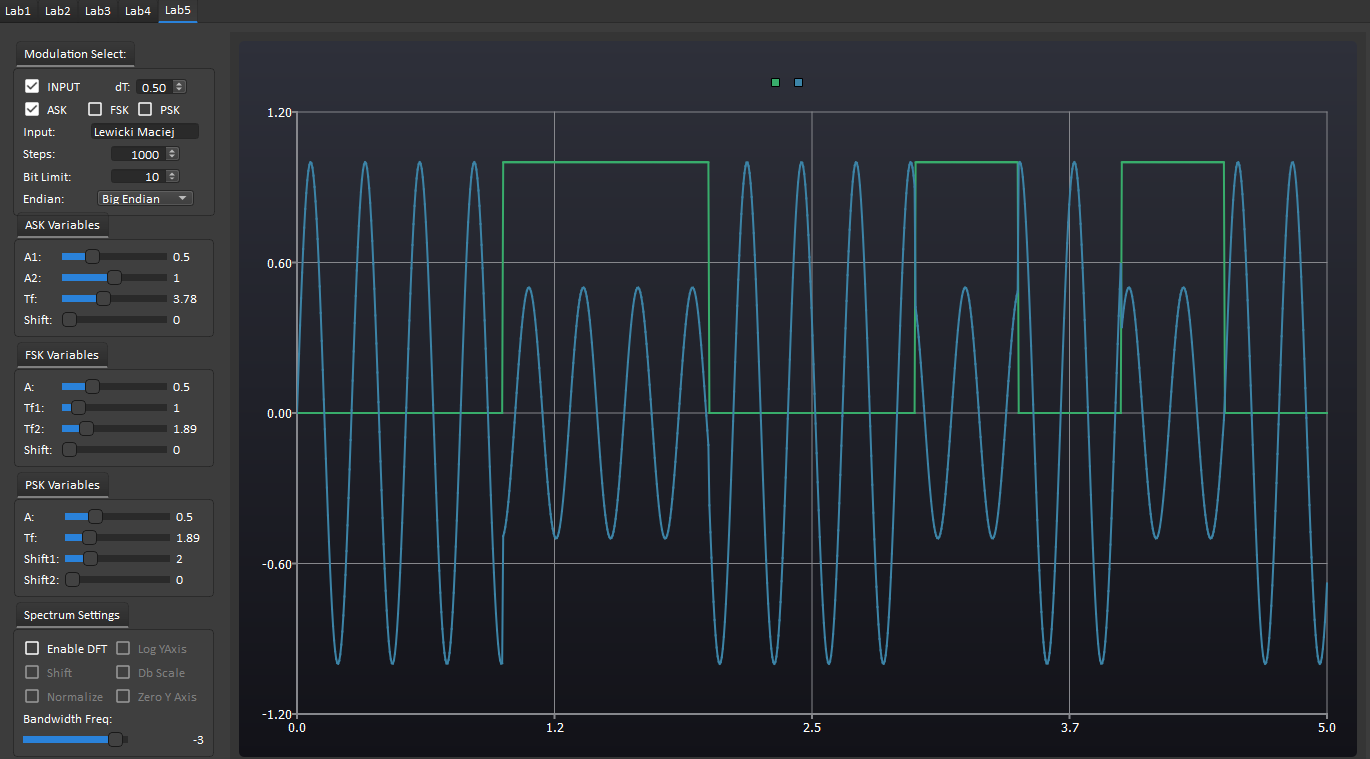 Lab1 Lab2 Lab3 Lab4 Lab5
Modulation Select:
INPUT dT: 0.50
ASK FSK PSK
Input: Lewicki Maciej
Steps: 1000
Bit Limit: 10
Endian: Big Endian
ASK Variables
A1: 0.5
A2: 1
Tf: 3.78
Shift: 0
FSK Variables
A: 0.5
Tf1: 1
Tf2: 1.89
Shift: 0
PSK Variables
A: 0.5
Tf: 1.89
Shift1: 2
Shift2: 0
Spectrum Settings
Enable DFT Log YAxis
Shift Db Scale
Normalize Zero Y Axis
Bandwidth Freq:
-3
1.20
0.60
0.00
-0.60
-1.20
0.0 1.2 2.5 3.7 5.0